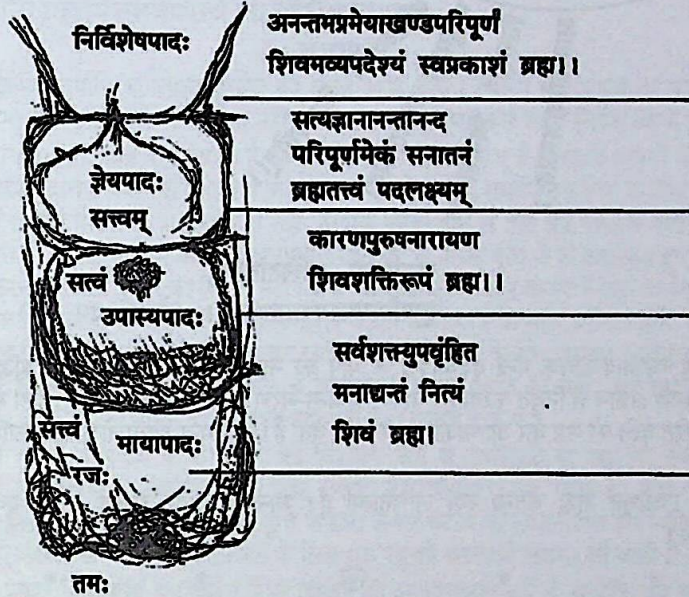 निर्विशेषपादः
अनन्तमप्रमेयाखण्डपरिपूर्णं
शिवमव्यपदेश्यं स्वप्रकाशं ब्रह्म।।
सत्यज्ञानानन्तानन्द
परिपूर्णमेकं सनातनं
ब्रह्मतत्त्वं पदलक्ष्यम्
ज्ञेयपादः
सत्त्वम्
कारणपुरुषनारायण
शिवशक्तिरूपं ब्रह्म।।
सत्वं
उपास्यपादः
सर्वशक्त्युपवृंहित
मनाद्यन्तं नित्यं
शिवं ब्रह्म।
सत्त्वं
मायापादः
रजः
तमः